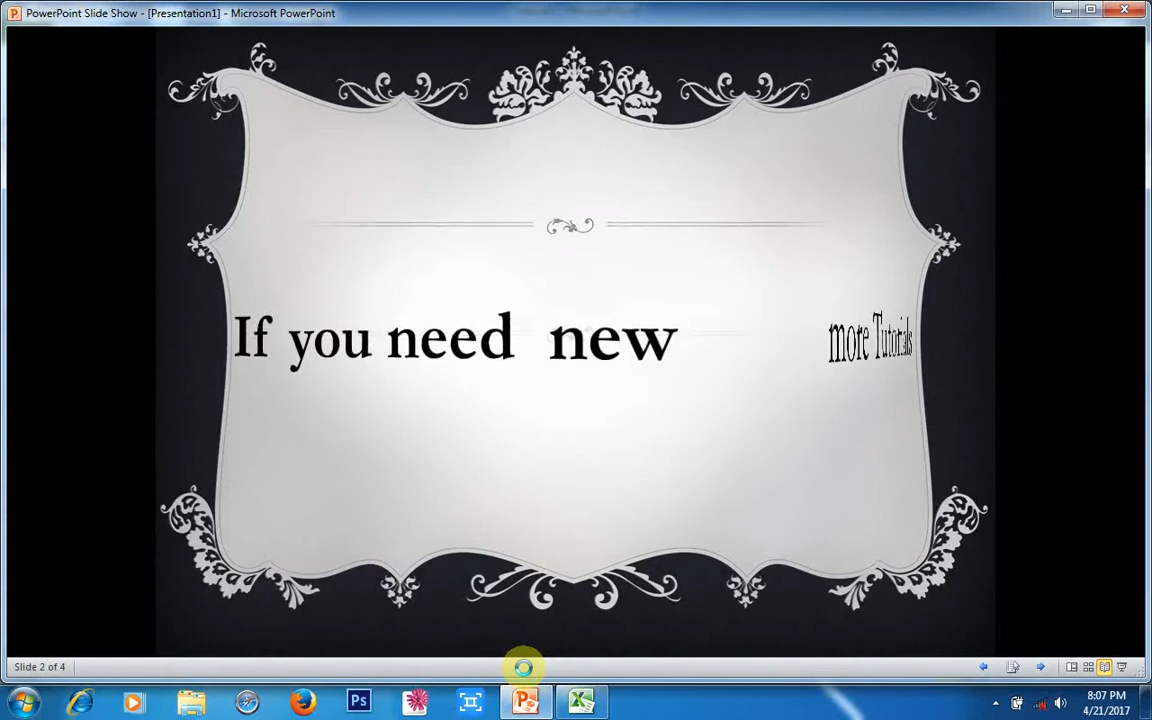 PowerPoint Slide Show - [Presentation1] - Microsoft PowerPoint
If you need new more Tutorials
Slide 2 of 4
Ps
8:07 PM
4/21/2017